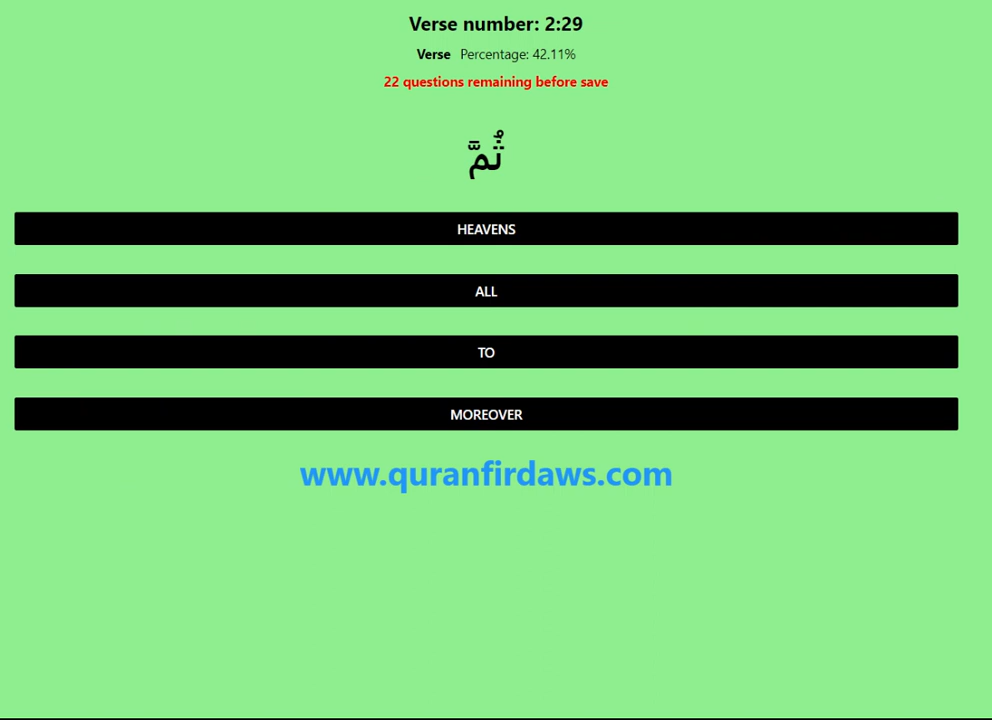 Verse number: 2:29
Verse Percentage: 42.11%
22 questions remaining before save
ثُمَّ
HEAVENS
ALL
TO
MOREOVER
www.quranfirdaws.com